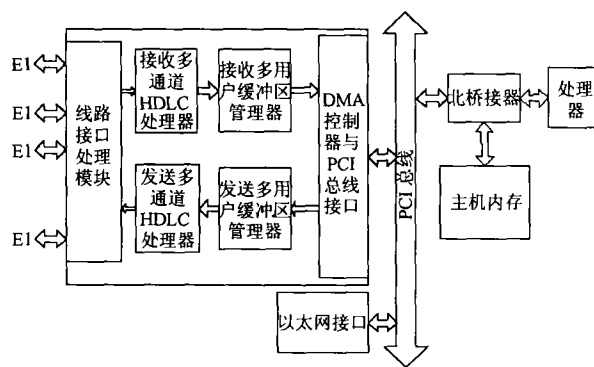 E1
E1
E1
E1
线路
接口
处理
模块
接收多
通道
HDLC
处理器
接收多用
户缓冲区
管理器
发送多
通道
HDLC
处理器
发送多用
户缓冲区
管理器
DMA
控制
器与
PCI
总线
接口
以太网接口
PCI 总线
北桥接器
处理
器
主机内存